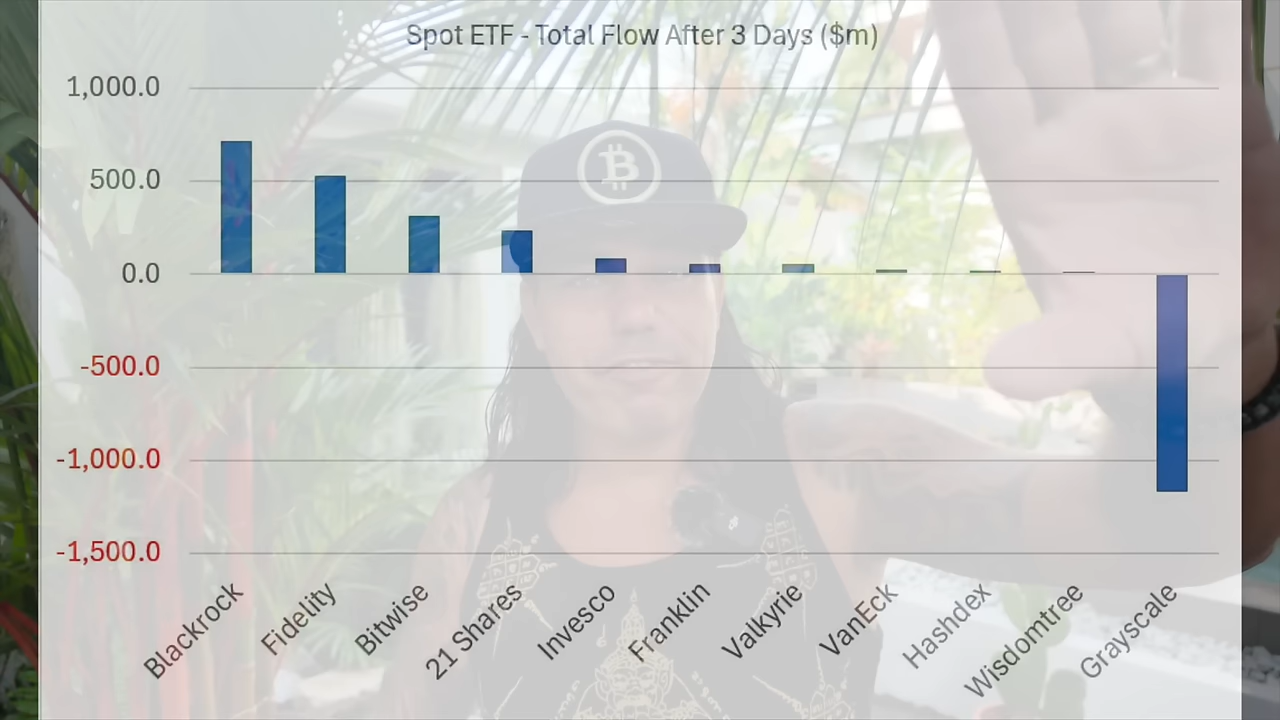 Spot ETF - Total Flow After 3 Days ($m)
1,000.0
500.0
0.0
-500.0
-1,000.0
-1,500.0
Blackrock
Fidelity
Bitwise
21 Shares
Invesco
Franklin
Valkyrie
VanEck
Hashdex
Wisdomtree
Grayscale